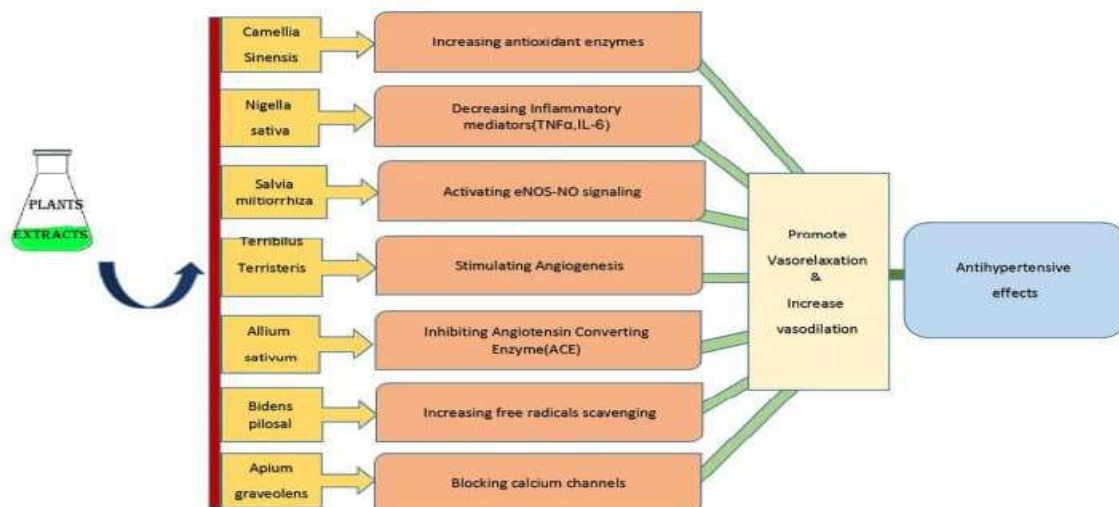 PLANTS
EXTRACTS
Camellia
Sinensis
Increasing antioxidant enzymes
Nigella
sativa
Decreasing Inflammatory
mediators(TNFα,IL-6)
Salvia
miltiorrhiza
Activating eNOS-NO signaling
Terribilus
Terristeris
Stimulating Angiogenesis
Allium
sativum
Inhibiting Angiotensin Converting
Enzyme(ACE)
Bidens
pilosal
Increasing free radicals scavenging
Apium
graveolens
Blocking calcium channels
Promote
Vasorelaxation
&
Increase
vasodilation
Antihypertensive
effects